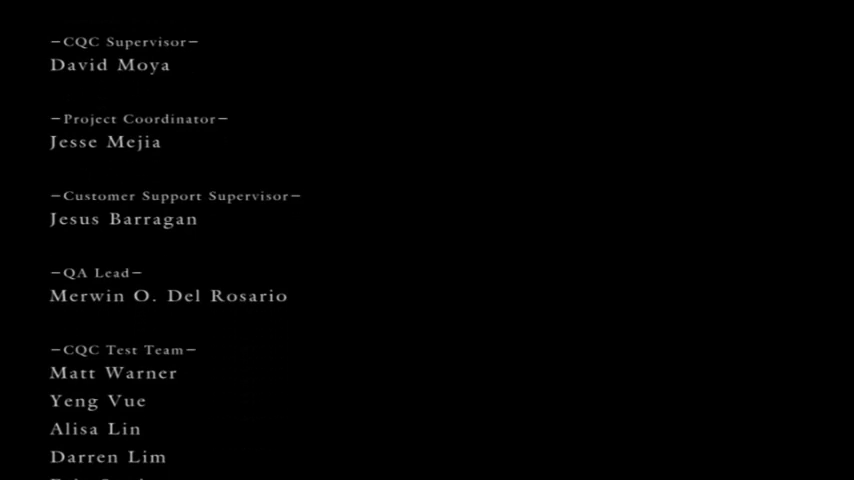 —CQC Supervisor—
David Moya
—Project Coordinator—
Jesse Mejia
—Customer Support Supervisor—
Jesus Barragan
—QA Lead—
Merwin O. Del Rosario
—CQC Test Team—
Matt Warner
Yeng Vue
Alisa Lin
Darren Lim